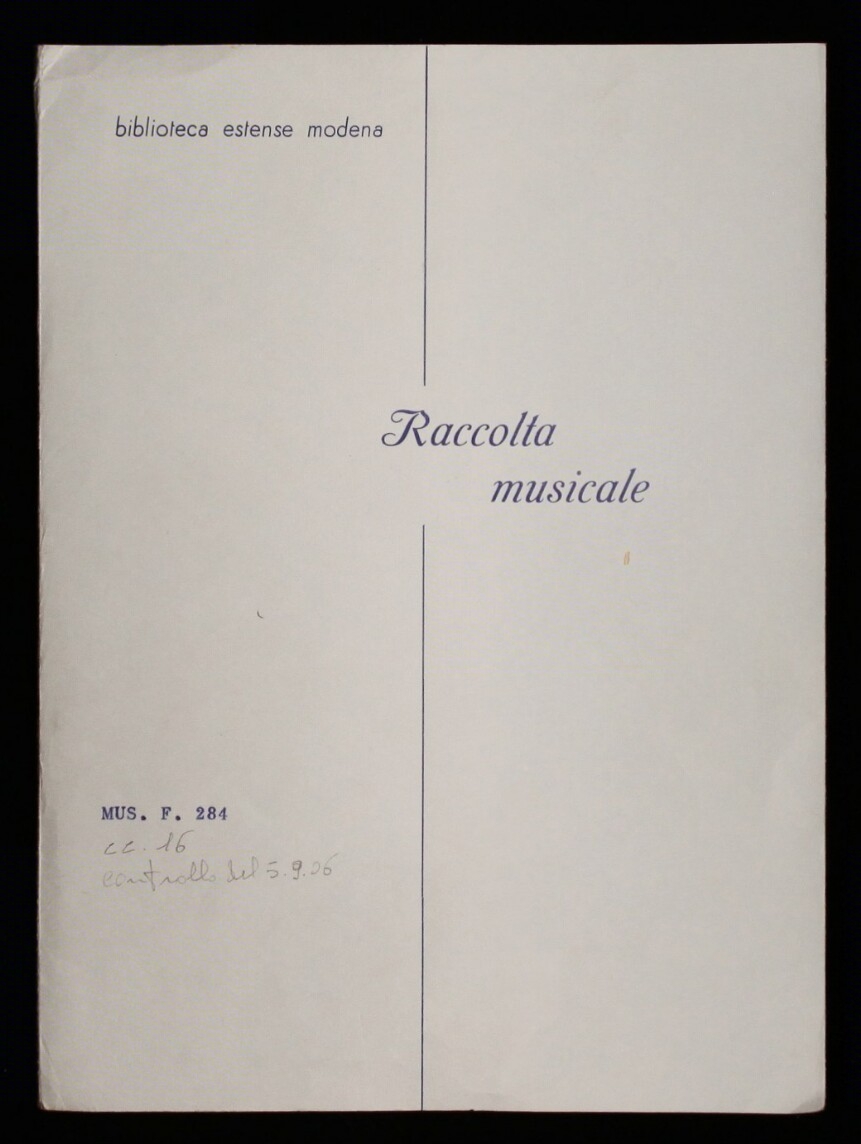 biblioteca estense modena
Raccolta
musicale
MUS. F. 284
cc. 16
controllo del 5.9.06